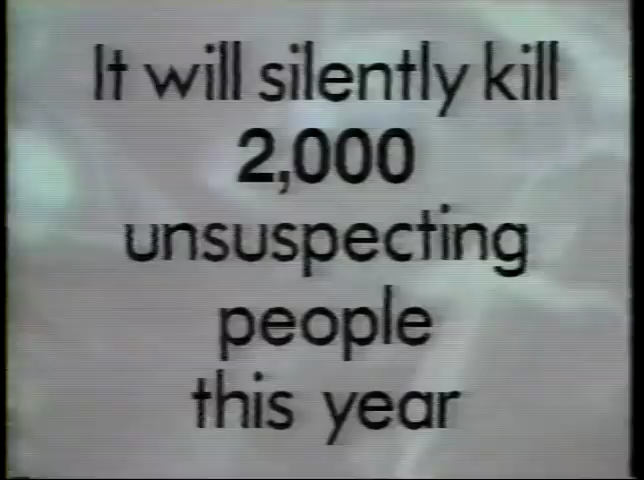 It will silently kill
2,000
unsuspecting
people
this year